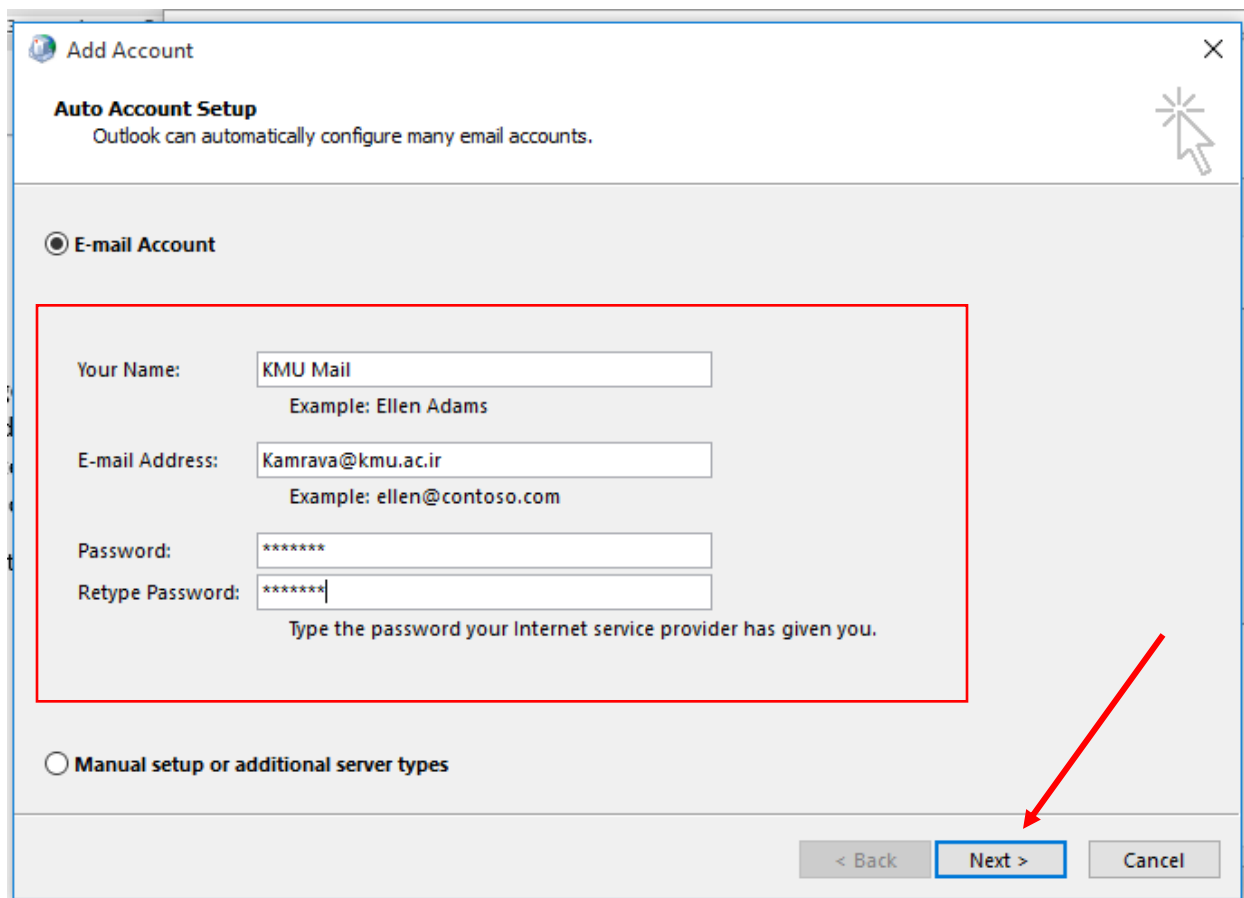 Add Account
Auto Account Setup
Outlook can automatically configure many email accounts.
E-mail Account
Your Name: KMU Mail
Example: Ellen Adams
E-mail Address: Kamrava@kmu.ac.ir
Example: ellen@contoso.com
Password: *******
Retype Password: *******
Type the password your Internet service provider has given you.
Manual setup or additional server types
< Back Next > Cancel